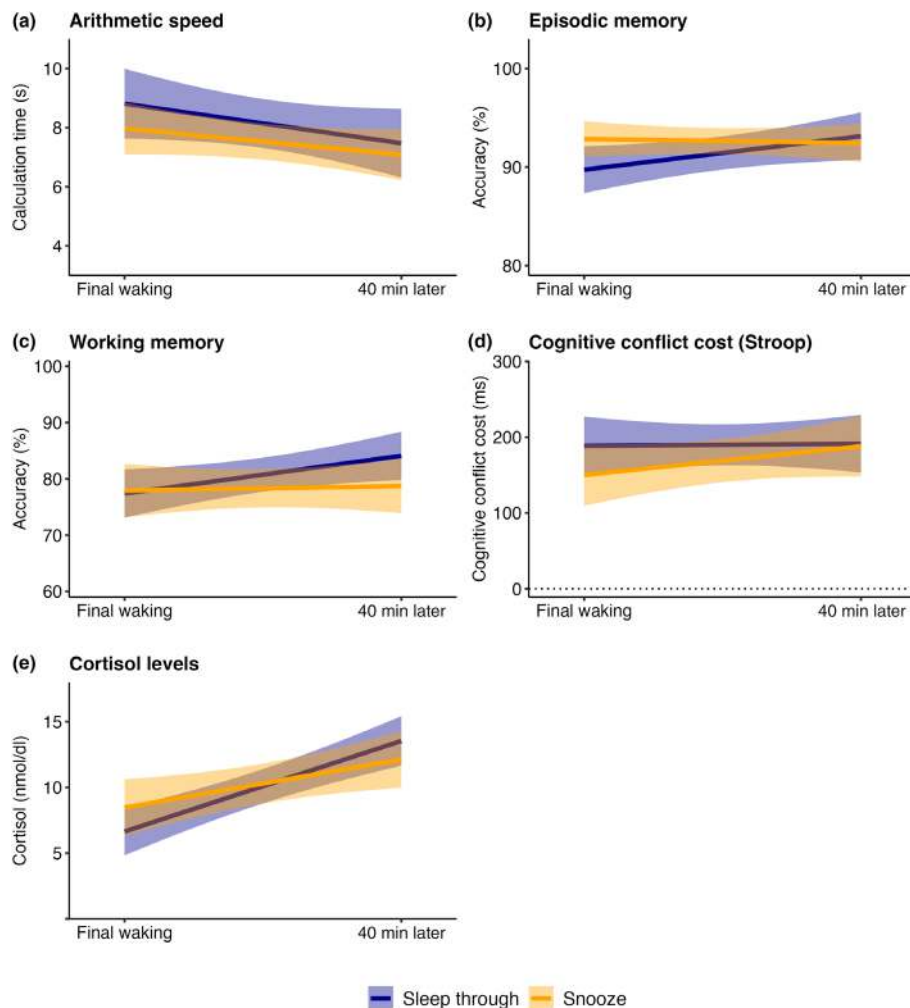 (a) Arithmetic speed
Calculation time (s)
10
8
6
4
Final waking 40 min later
(b) Episodic memory
Accuracy (%)
100
90
80
Final waking 40 min later
(c) Working memory
Accuracy (%)
100
90
80
70
60
Final waking 40 min later
(d) Cognitive conflict cost (Stroop)
Cognitive conflict cost (ms)
300
200
100
0
Final waking 40 min later
(e) Cortisol levels
Cortisol (nmol/dl)
15
10
5
Final waking 40 min later
Sleep through Snooze